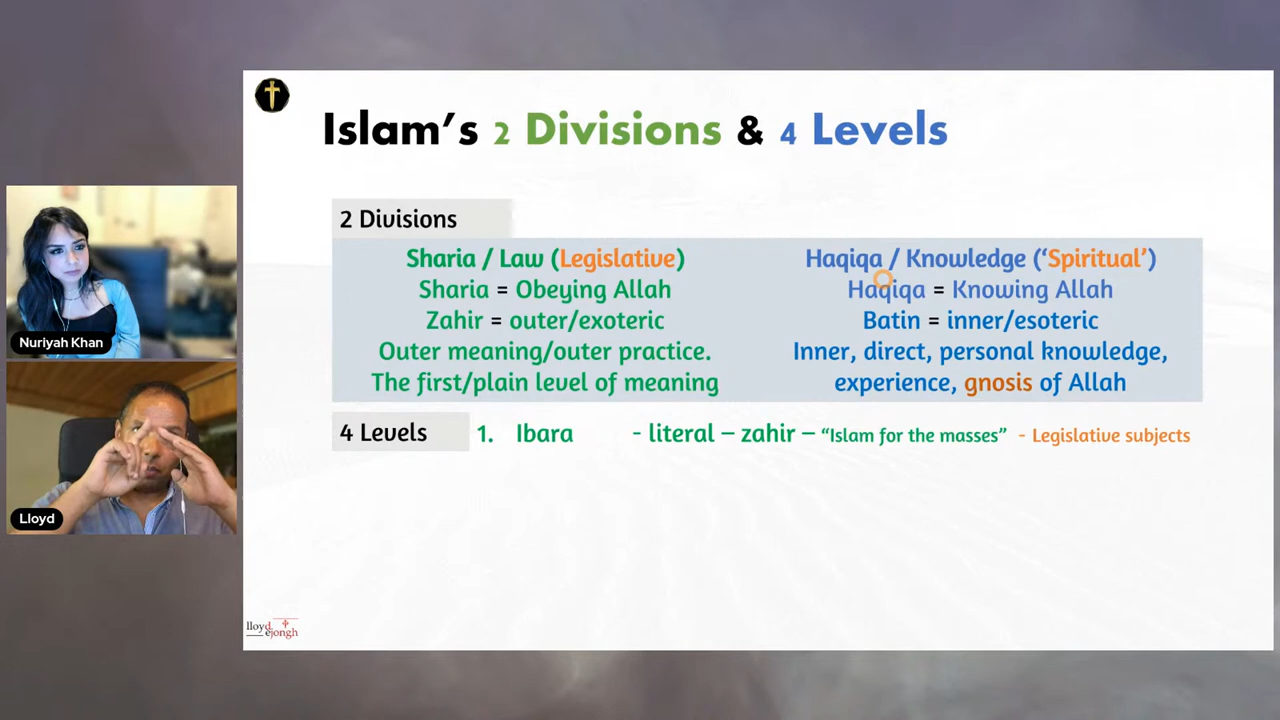 Islam's 2 Divisions & 4 Levels
2 Divisions
Sharia / Law (Legislative)
Sharia = Obeying Allah
Zahir = outer/exoteric
Outer meaning/outer practice.
The first/plain level of meaning
Haqiqa / Knowledge ('Spiritual')
Haqiqa = Knowing Allah
Batin = inner/esoteric
Inner, direct, personal knowledge,
experience, gnosis of Allah
4 Levels 1. Ibara - literal – zahir – “Islam for the masses” - Legislative subjects
Nuriyah Khan
Lloyd
lloyd
ejongh